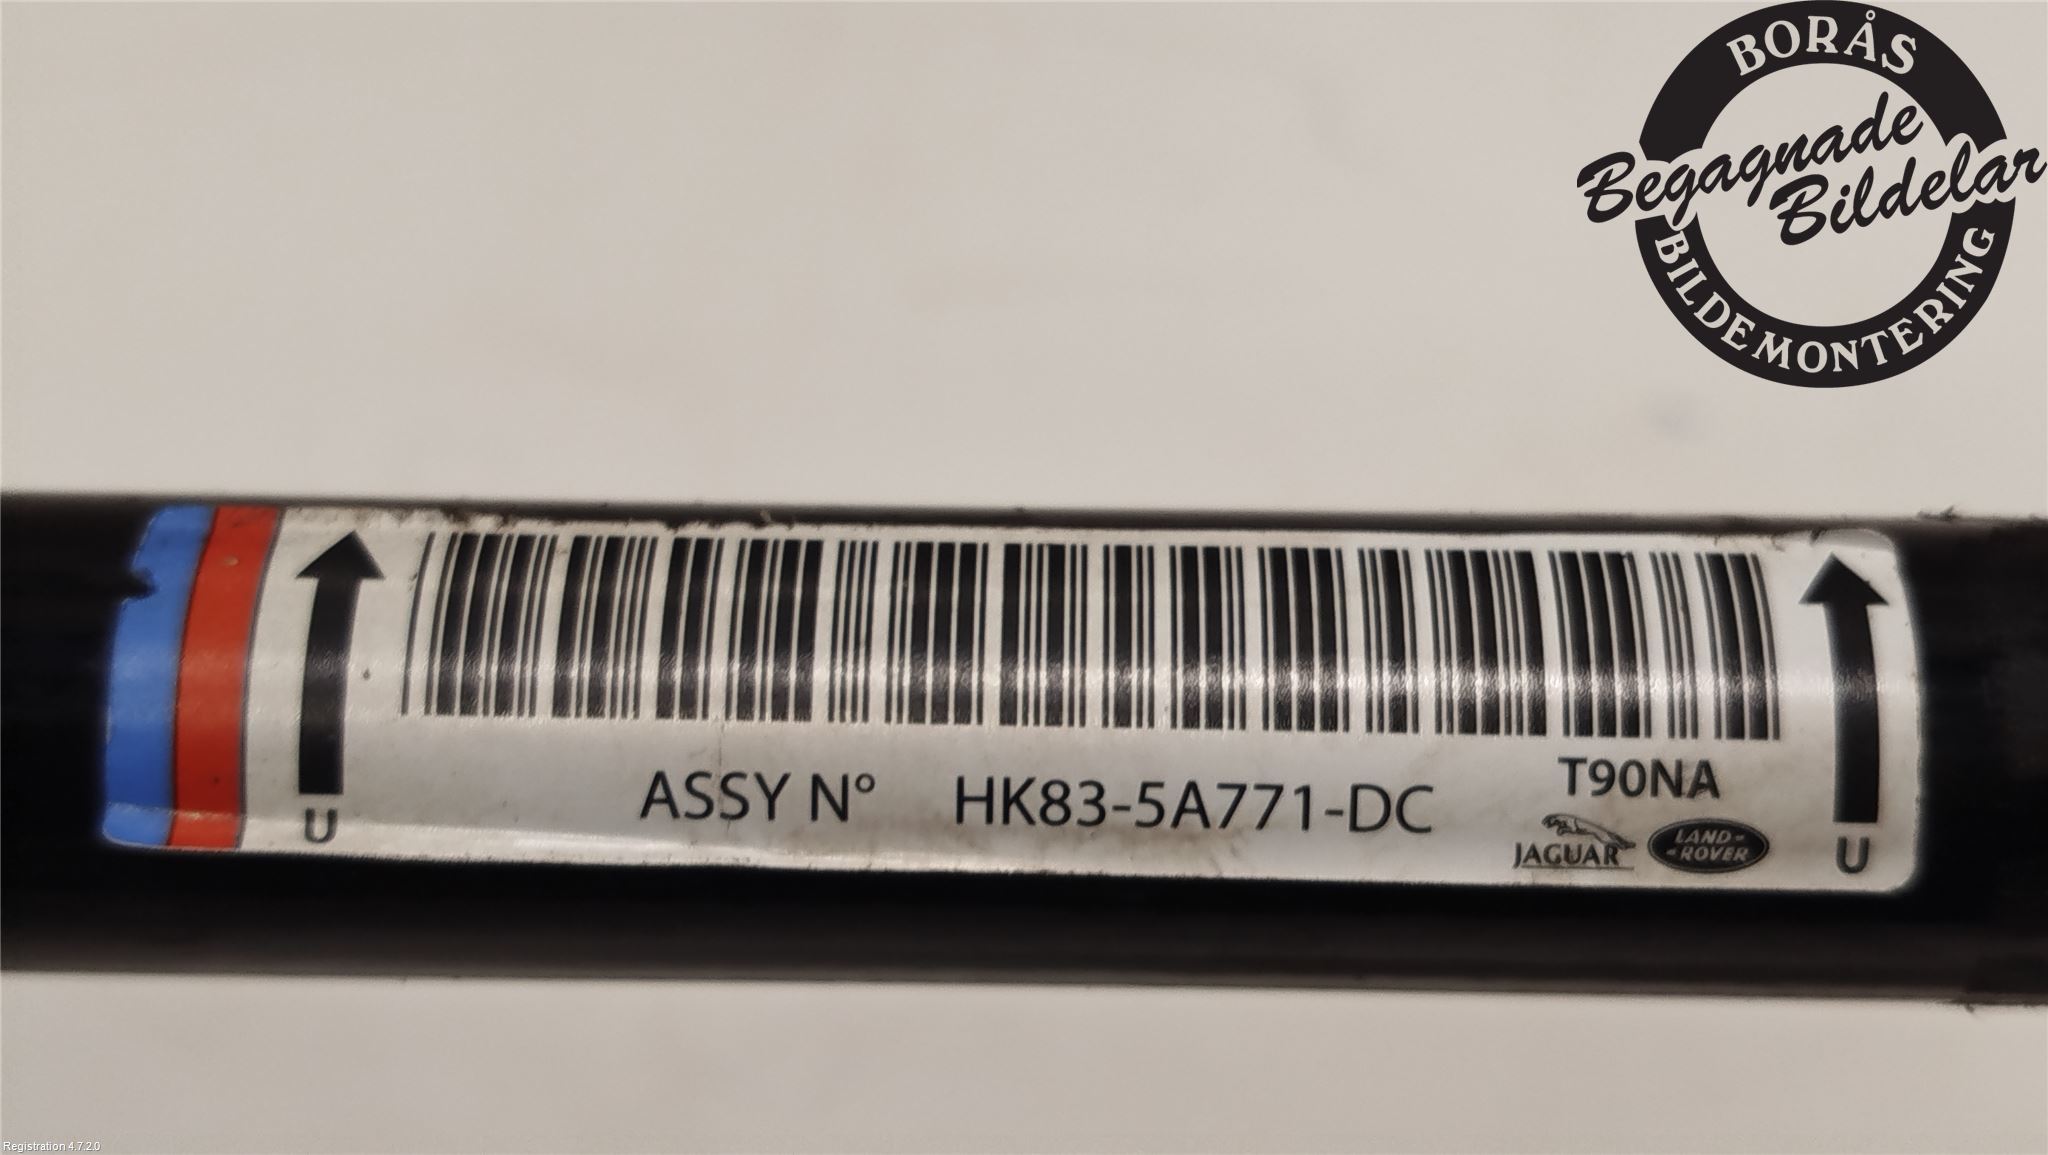 BORÅS
Begagnade
Bildelar
BILDEMONTERING
T90NA
ASSY N° HK83-5A771-DC
JAGUAR
LAND-
-ROVER
U
U
Registration 4.7.2.0